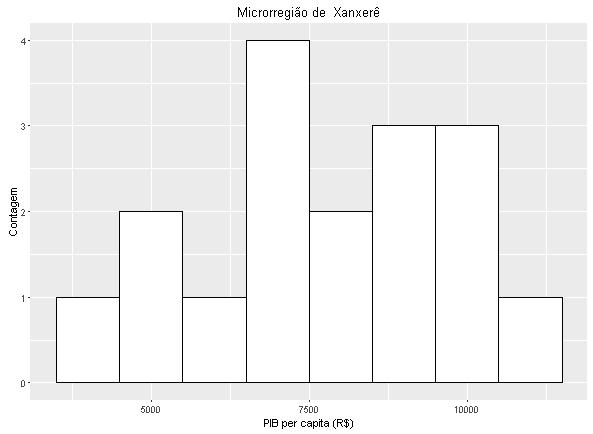 Microrregião de  Xanxerê
Contagem
4
3
2
1
0
5000 7500 10000
PIB per capita (R$)